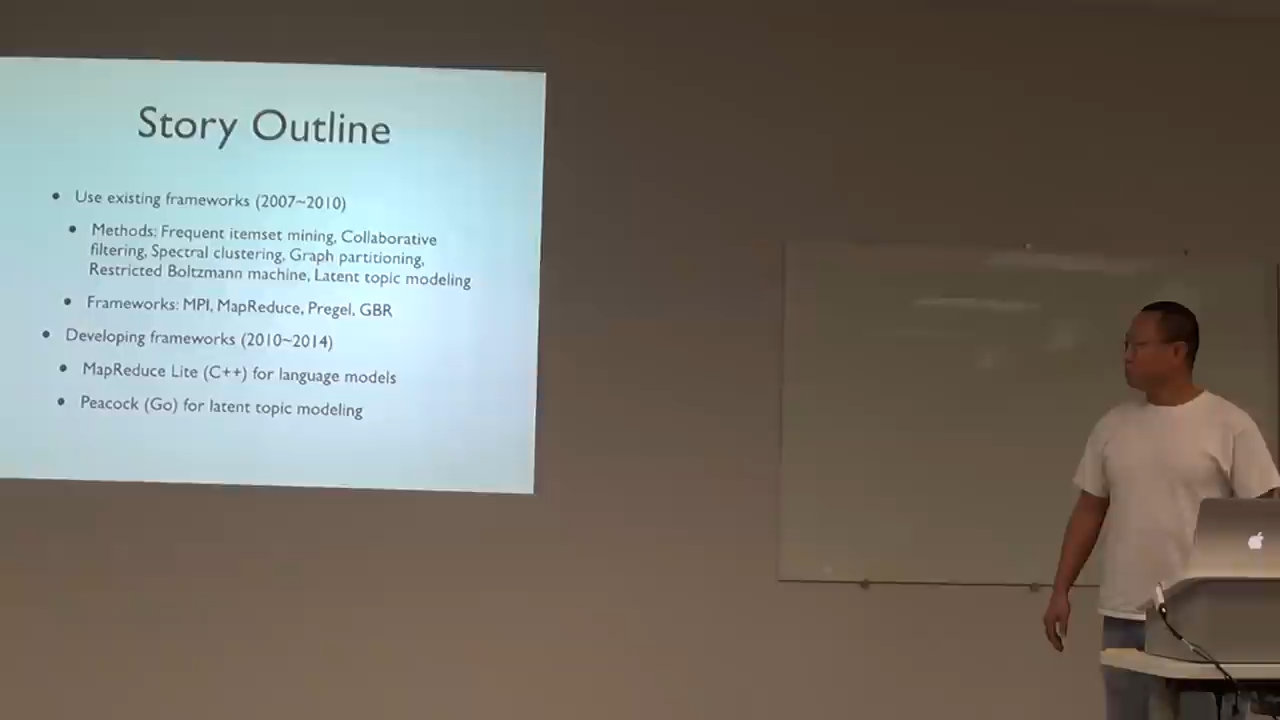 Story Outline
• Use existing frameworks (2007~2010)
• Methods: Frequent itemset mining, Collaborative
filtering, Spectral clustering, Graph partitioning,
Restricted Boltzmann machine, Latent topic modeling
• Frameworks: MPI, MapReduce, Pregel, GBR
• Developing frameworks (2010~2014)
• MapReduce Lite (C++) for language models
• Peacock (Go) for latent topic modeling